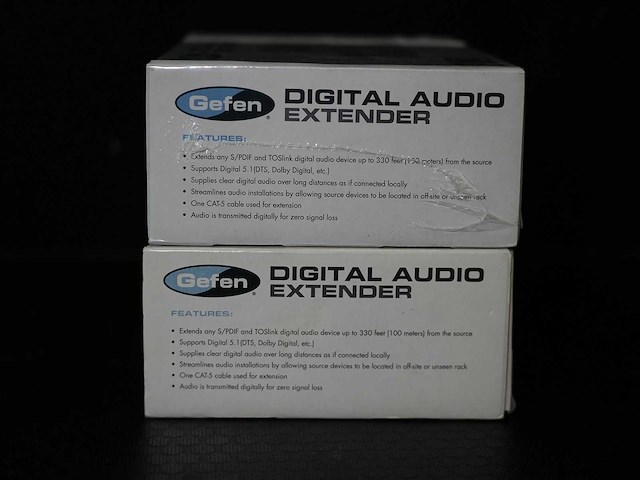 Gefen
DIGITAL AUDIO
EXTENDER
FEATURES:
• Extends any S/PDIF and TOSlink digital audio device up to 330 feet (100 meters) from the source
• Supports Digital 5.1(DTS, Dolby Digital, etc.)
• Supplies clear digital audio over long distances as if connected locally
• Streamlines audio installations by allowing source devices to be located in off-site or unseen rack
• One CAT-5 cable used for extension
• Audio is transmitted digitally for zero signal loss
Gefen
DIGITAL AUDIO
EXTENDER
FEATURES:
• Extends any S/PDIF and TOSlink digital audio device up to 330 feet (100 meters) from the source
• Supports Digital 5.1(DTS, Dolby Digital, etc.)
• Supplies clear digital audio over long distances as if connected locally
• Streamlines audio installations by allowing source devices to be located in off-site or unseen rack
• One CAT-5 cable used for extension
• Audio is transmitted digitally for zero signal loss